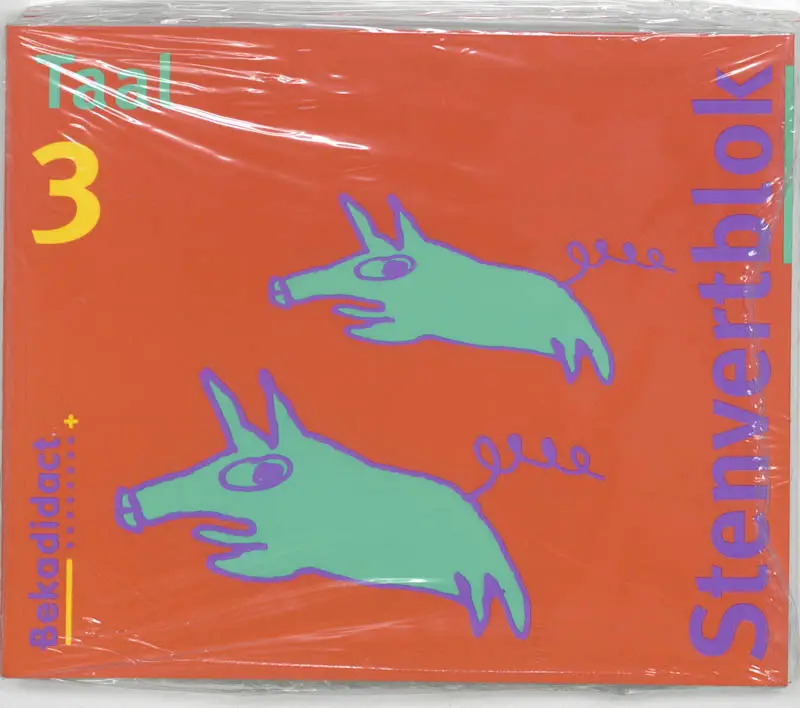 Taal
3
Bekadidact
+
Stenvertblok